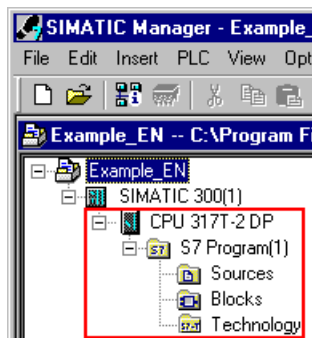 SIMATIC Manager - Example_
File Edit Insert PLC View Opt
Example_EN -- C:\Program Fi
Example_EN
SIMATIC 300(1)
CPU 317T-2 DP
S7 Program(1)
Sources
Blocks
Technology